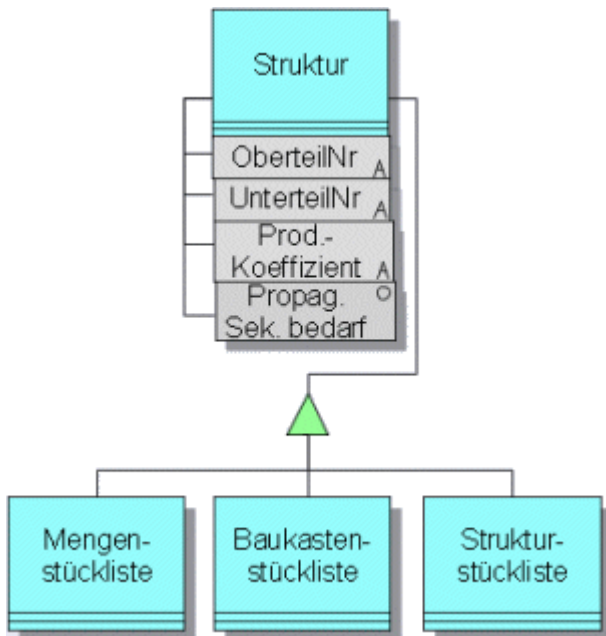 Struktur
OberteilNr
A
UnterteilNr
A
Prod.-
Koeffizient
A
Propag.
O
Sek. bedarf
Mengen-
stückliste
Baukasten-
stückliste
Struktur-
stückliste